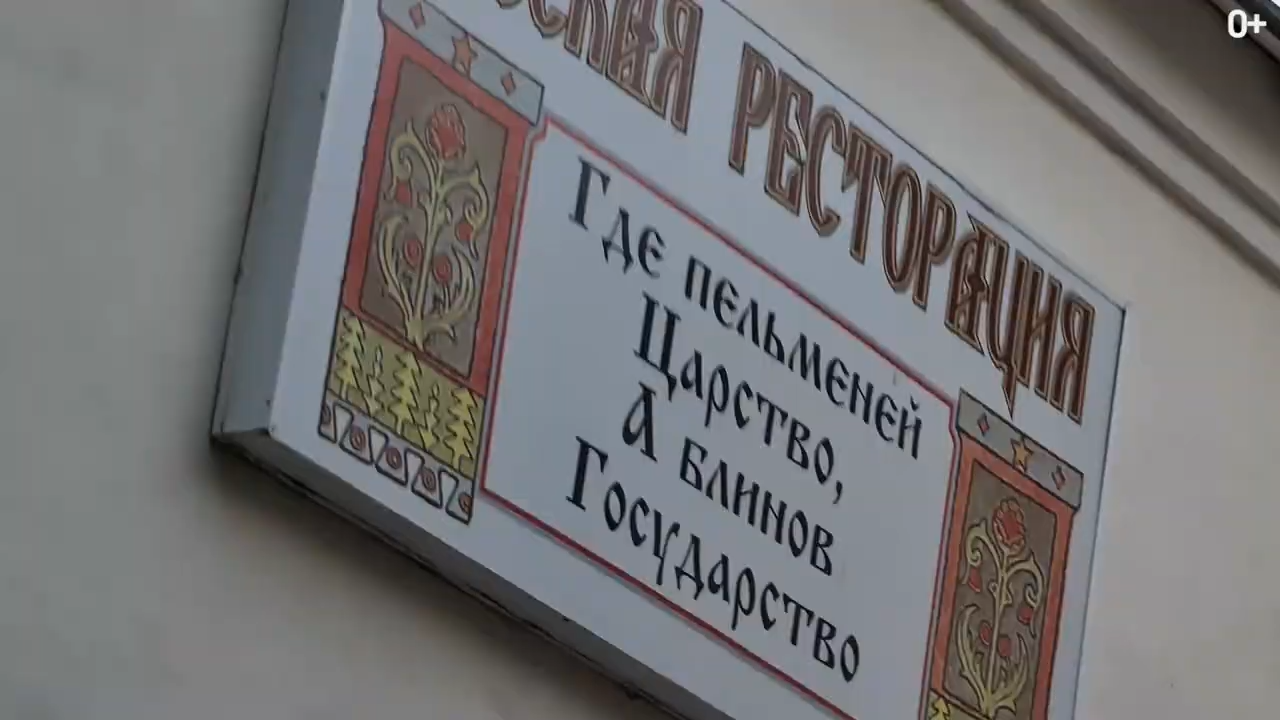 0+
РЕСТОРАЦИЯ
Где пельменей
Царство,
А блинов
Государство